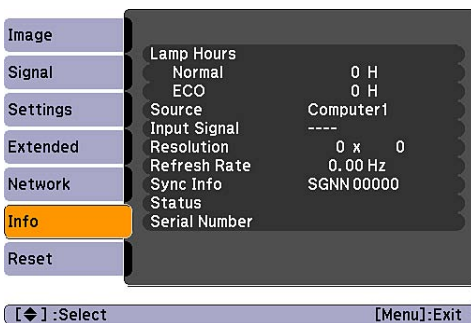 Image
Signal
Settings
Extended
Network
Info
Reset
Lamp Hours
Normal 0 H
ECO 0 H
Source Computer1
Input Signal ----
Resolution 0 x 0
Refresh Rate 0.00 Hz
Sync Info SGNN 00000
Status
Serial Number
[◆] :Select [Menu]:Exit